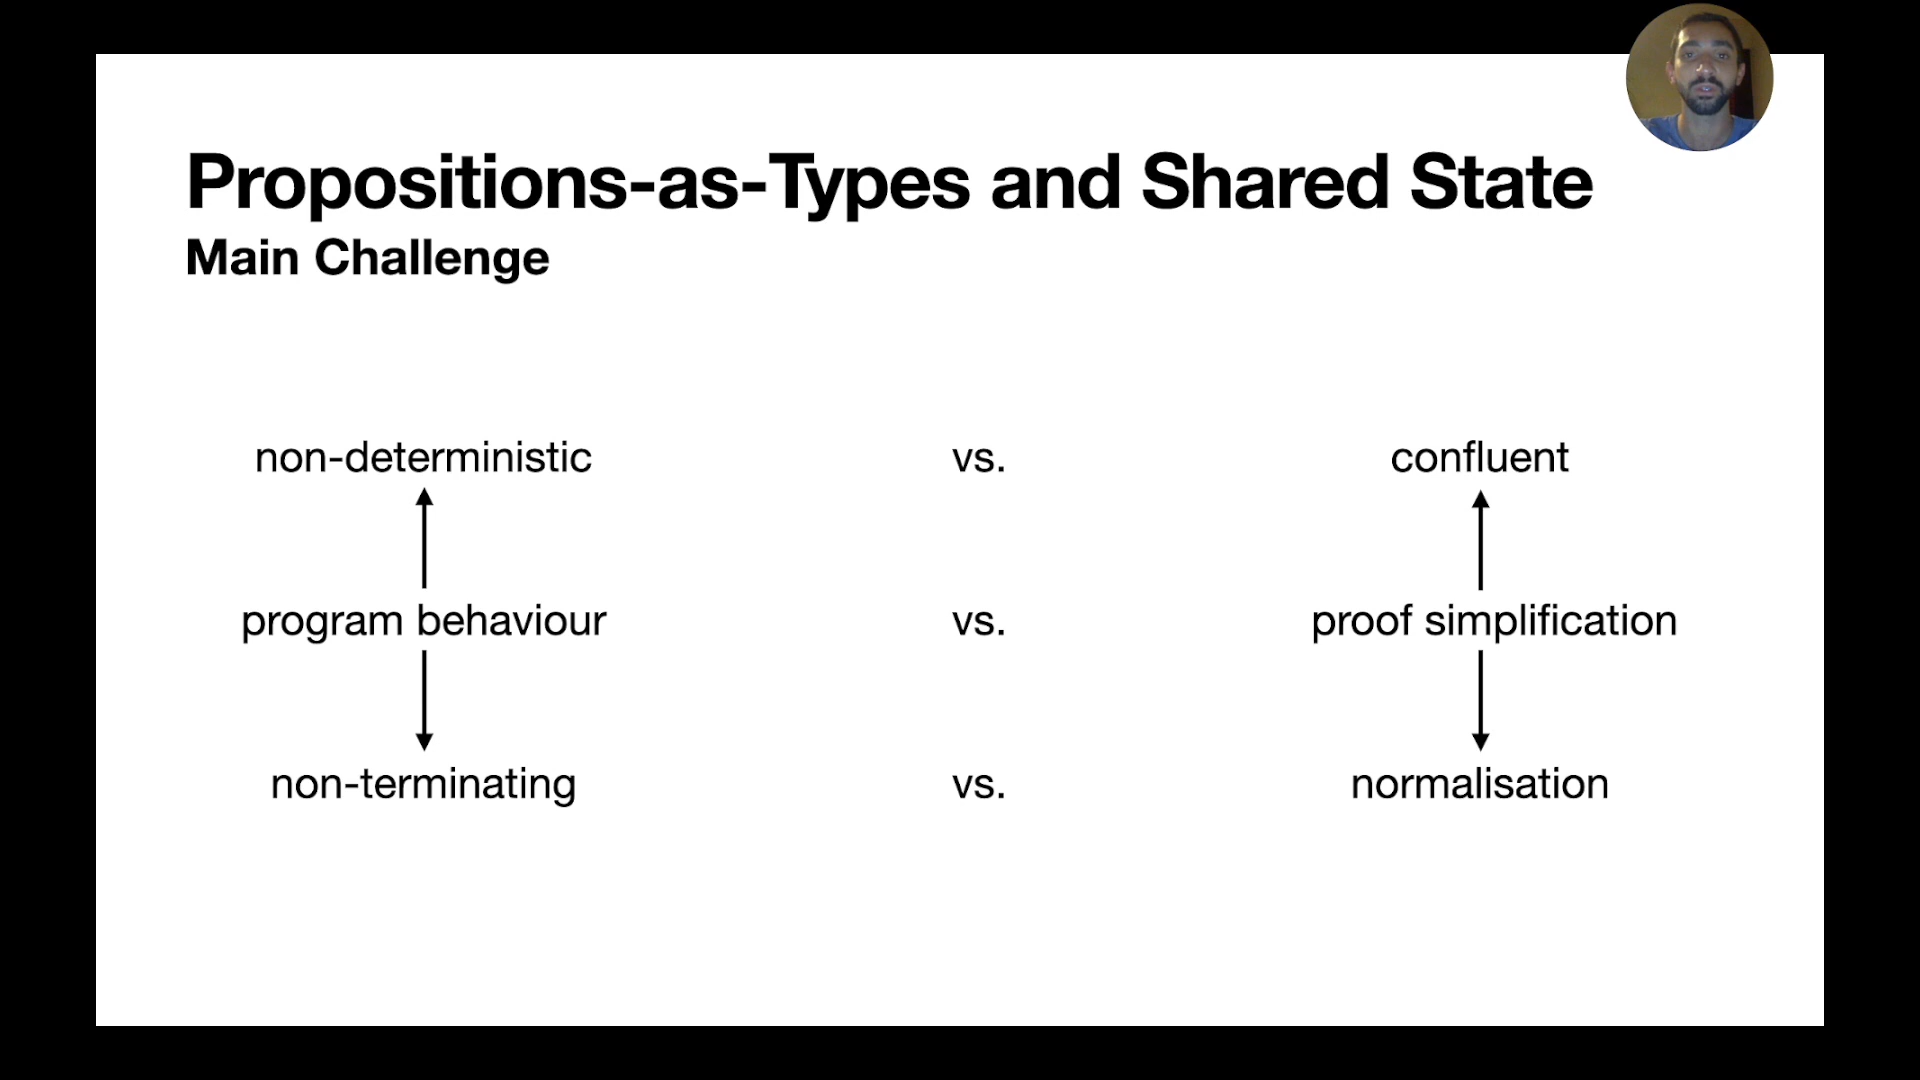 Propositions-as-Types and Shared State
Main Challenge
non-deterministic vs. confluent
program behaviour vs. proof simplification
non-terminating vs. normalisation